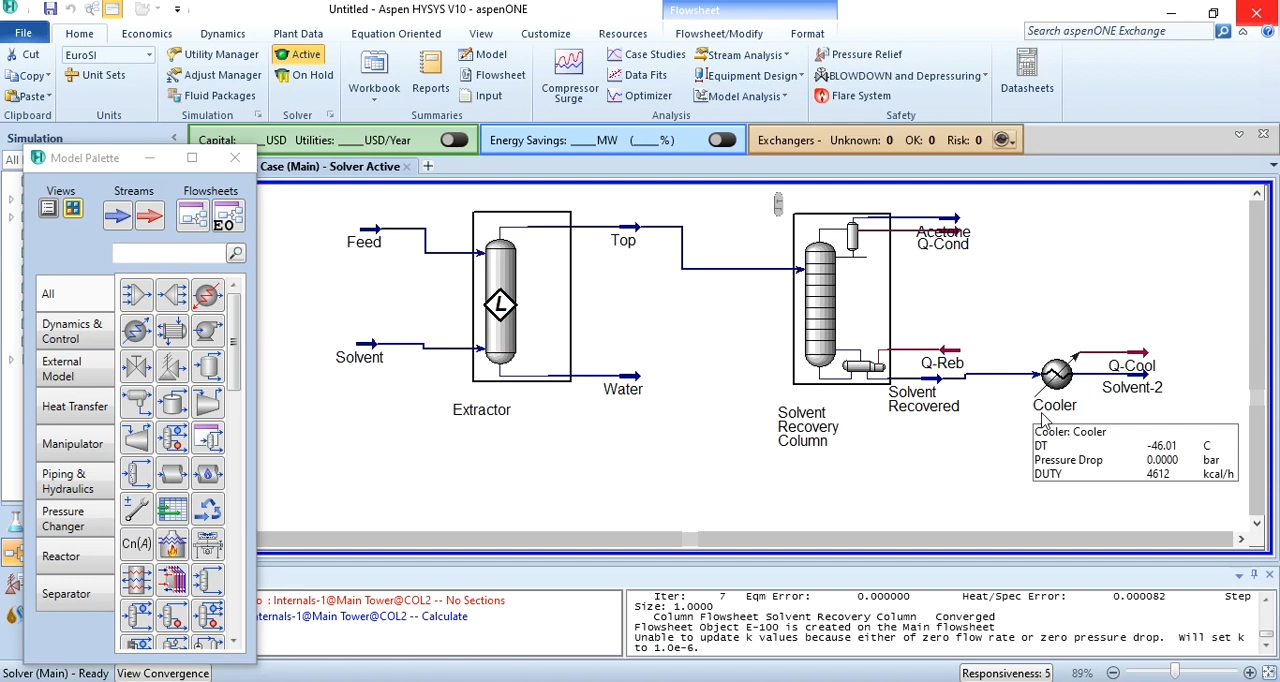 Untitled - Aspen HYSYS V10 - aspenONE
Flowsheet
File
Home
Economics
Dynamics
Plant Data
Equation Oriented
View
Customize
Resources
Flowsheet/Modify
Format
Search aspenONE Exchange
Cut
Copy
Paste
Clipboard
EuroSI
Unit Sets
Units
Utility Manager
Adjust Manager
Fluid Packages
Simulation
Active
On Hold
Solver
Workbook
Reports
Model
Flowsheet
Input
Summaries
Compressor
Surge
Case Studies
Data Fits
Optimizer
Stream Analysis
Equipment Design
Model Analysis
Analysis
Pressure Relief
BLOWDOWN and Depressuring
Flare System
Safety
Datasheets
Simulation
Capital: ____USD Utilities: ____USD/Year
Energy Savings: ____MW (____%)
Exchangers - Unknown: 0 OK: 0 Risk: 0
All
Model Palette
Case (Main) - Solver Active
Views
Streams
Flowsheets
EO
All
Dynamics &
Control
External
Model
Heat Transfer
Manipulator
Piping &
Hydraulics
Pressure
Changer
Reactor
Separator
Cn(A)
Feed
Solvent
L
Extractor
Top
Water
Solvent
Recovery
Column
Acetone
Q-Cond
Q-Reb
Solvent
Recovered
Cooler
Q-Cool
Solvent-2
Cooler: Cooler
DT -46.01 C
Pressure Drop 0.0000 bar
DUTY 4612 kcal/h
o : Internals-1@Main Tower@COL2 -- No Sections
nternals-1@Main Tower@COL2 -- Calculate
Iter: 7 Eqm Error: 0.000000 Heat/Spec Error: 0.000082 Step
Size: 1.0000
Column Flowsheet Solvent Recovery Column Converged
Flowsheet Object E-100 is created on the Main flowsheet
Unable to update k values because either of zero flow rate or zero pressure drop. Will set k
to 1.0e-6.
Solver (Main) - Ready
View Convergence
Responsiveness: 5
89%